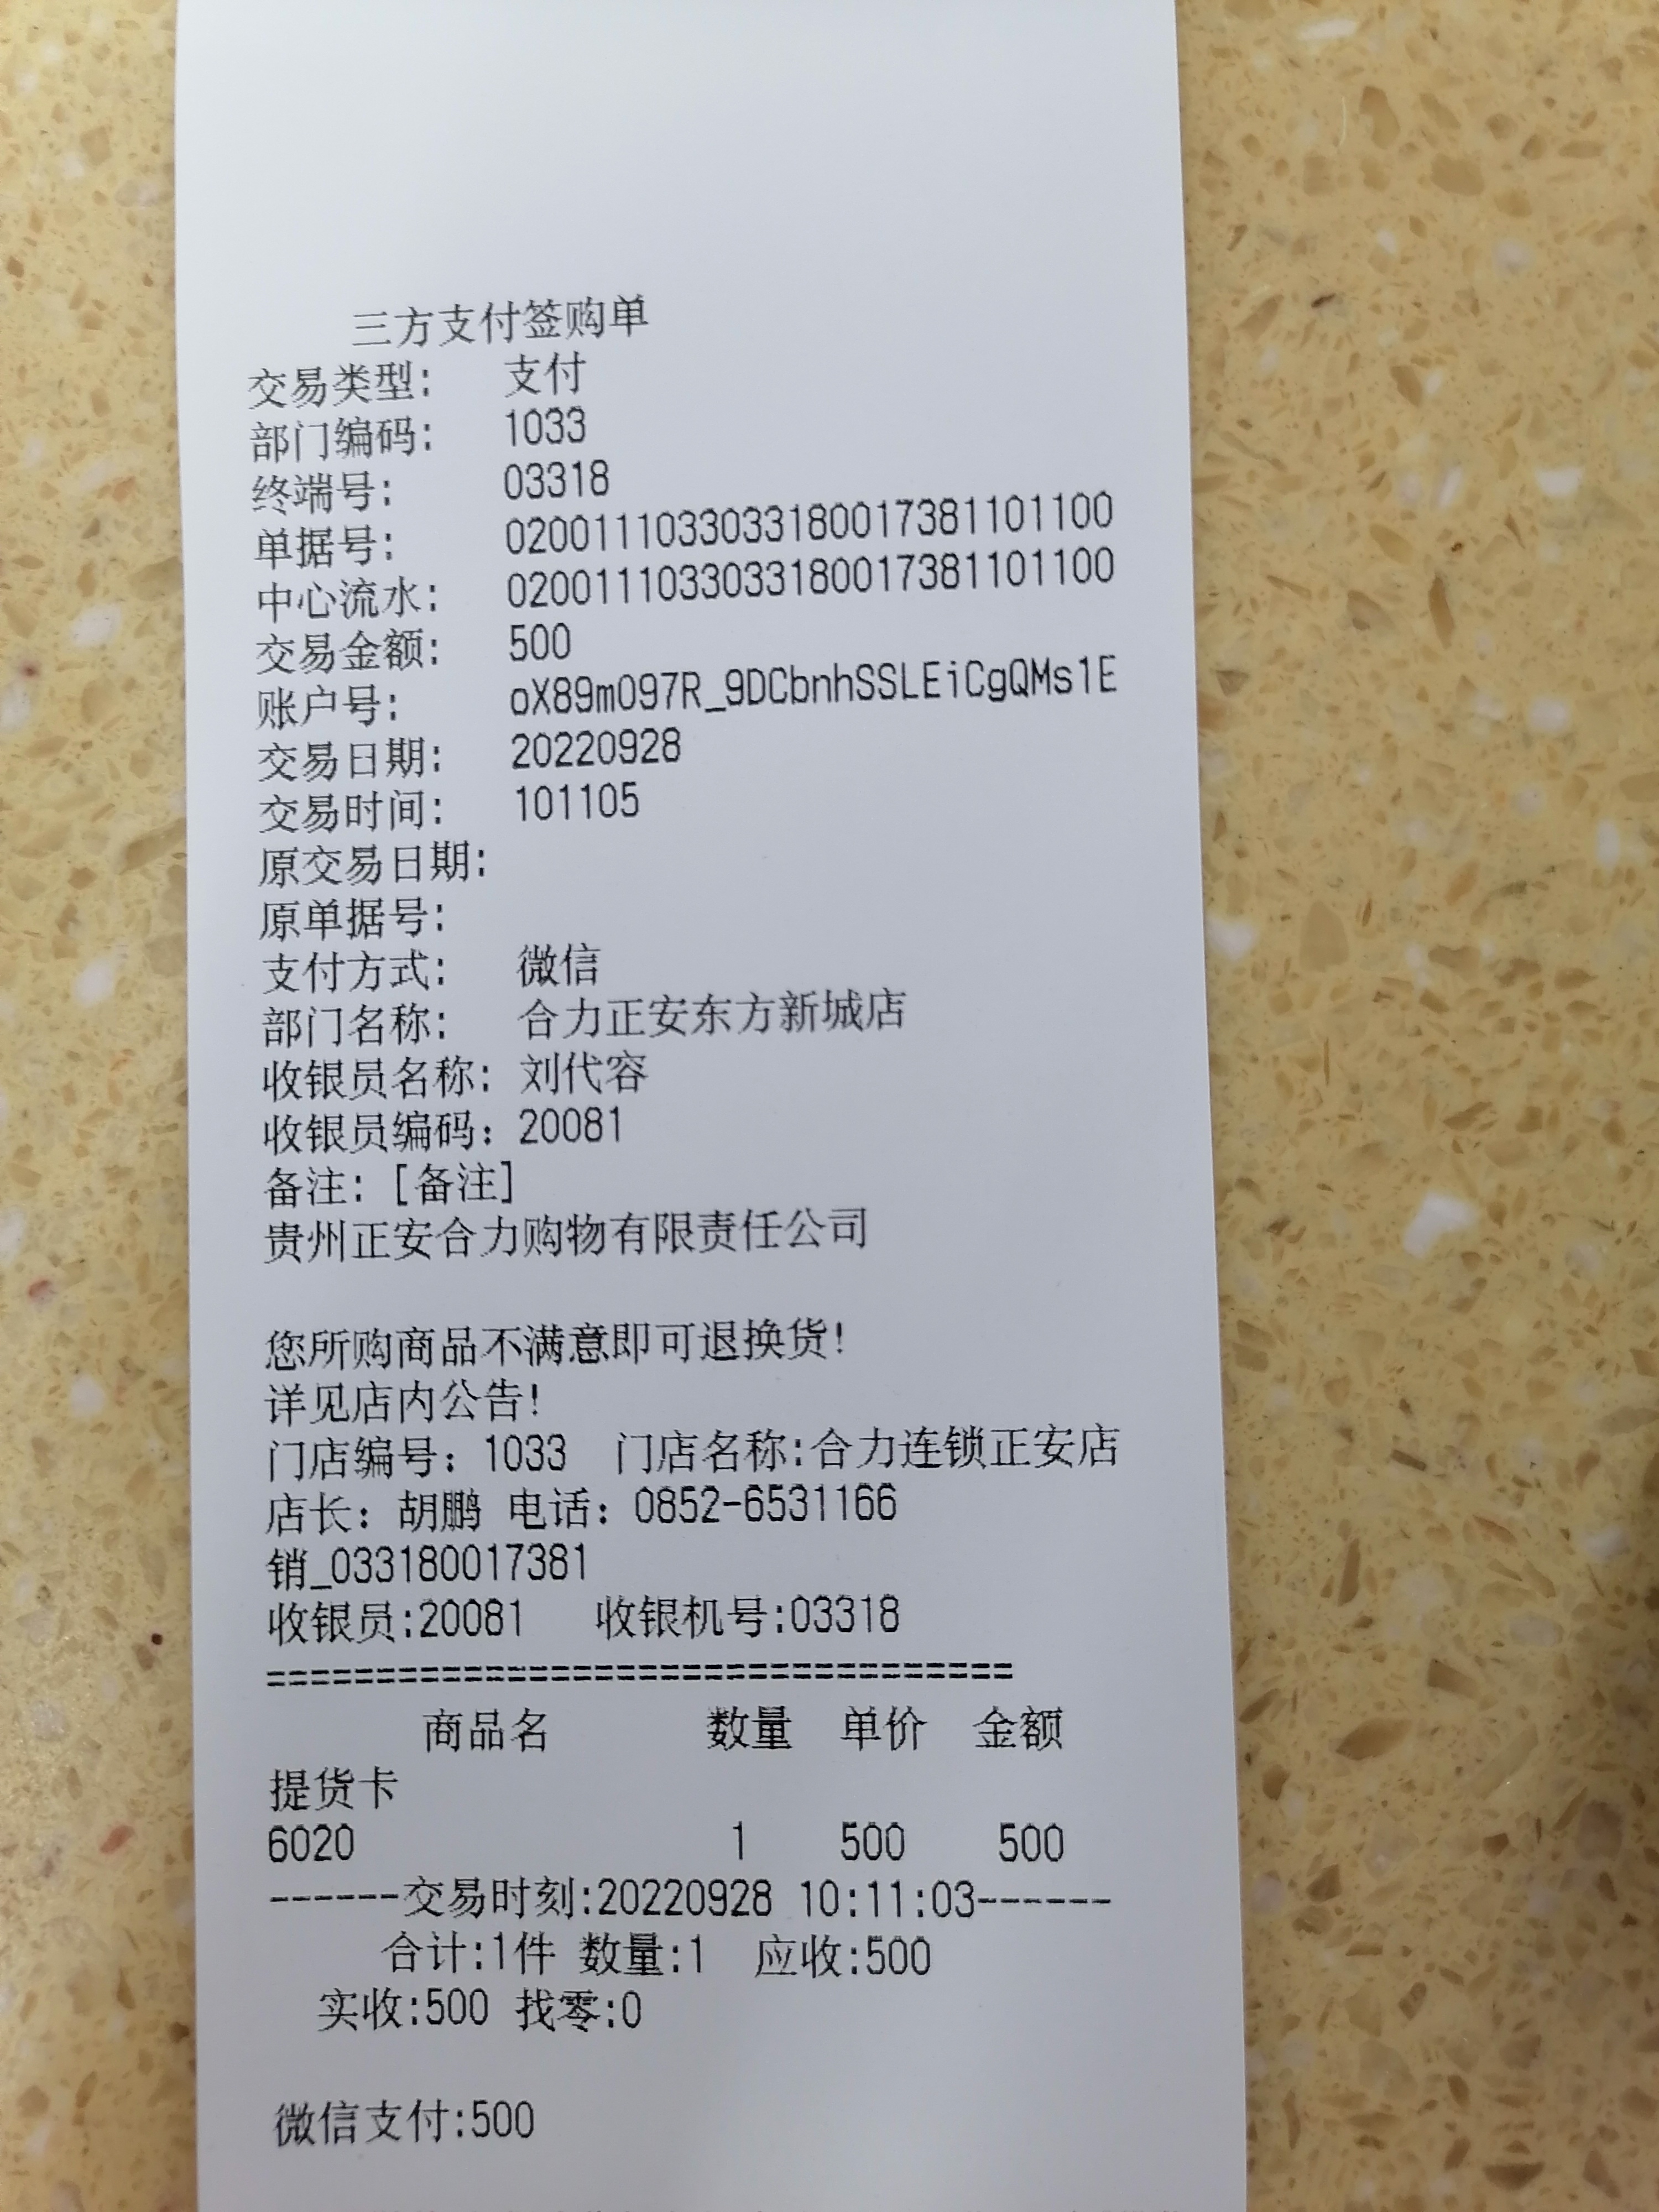 三方支付签购单
交易类型: 支付
部门编码: 1033
终端号: 03318
单据号: 0200111033033180017381101100
中心流水: 0200111033033180017381101100
交易金额: 500
账户号: oX89m097R_9DCbnhSSLEiCgQMs1E
交易日期: 20220928
交易时间: 101105
原交易日期:
原单据号:
支付方式: 微信
部门名称: 合力正安东方新城店
收银员名称: 刘代容
收银员编码: 20081
备注: [备注]
贵州正安合力购物有限责任公司
您所购商品不满意即可退换货!
详见店内公告!
门店编号: 1033 门店名称:合力连锁正安店
店长: 胡鹏 电话: 0852-6531166
销_033180017381
收银员:20081 收银机号:03318
==================================
商品名 数量 单价 金额
提货卡
6020 1 500 500
------交易时刻:20220928 10:11:03------
合计:1件 数量:1 应收:500
实收:500 找零:0
微信支付:500